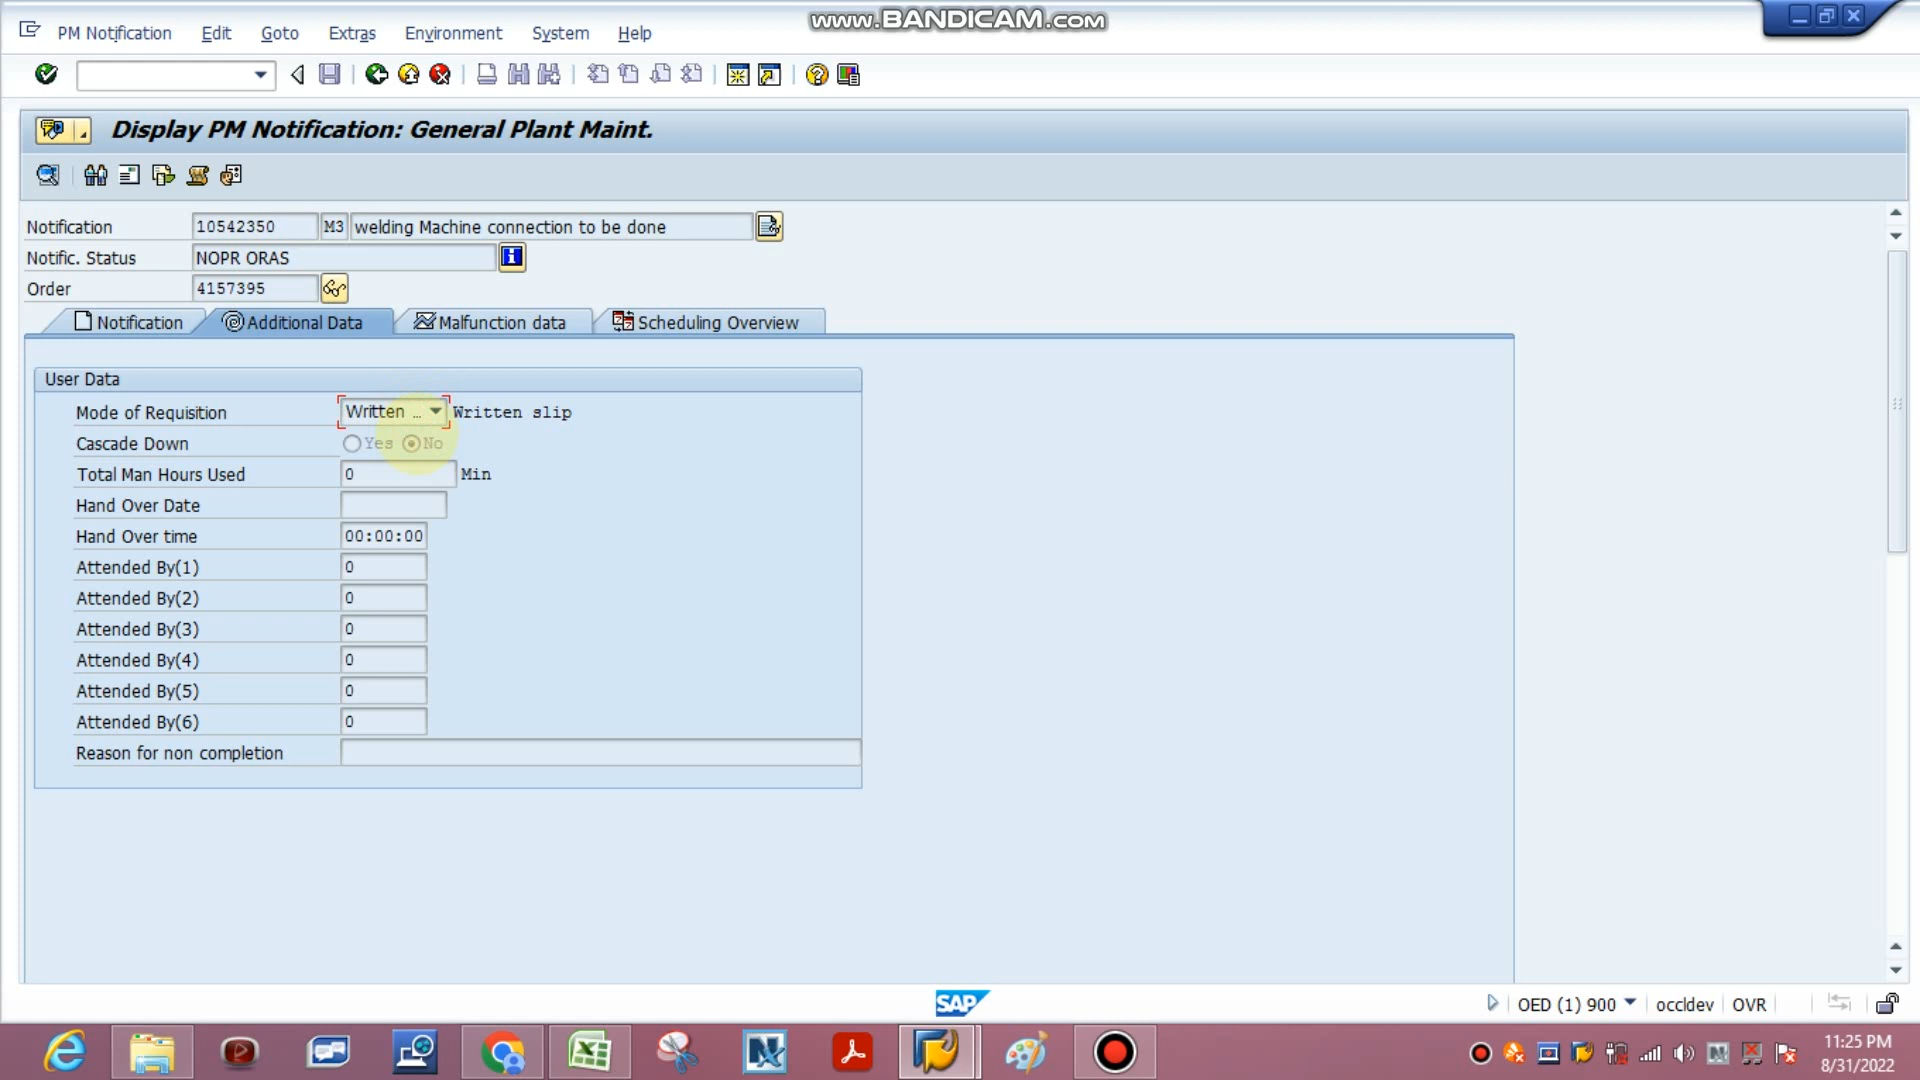 www.BANDICAM.com
PM Notification Edit Goto Extras Environment System Help
Display PM Notification: General Plant Maint.
Notification 10542350 M3 welding Machine connection to be done
Notific. Status NOPR ORAS
Order 4157395
Notification Additional Data Malfunction data Scheduling Overview
User Data
Mode of Requisition Written ... Written slip
Cascade Down Yes No
Total Man Hours Used 0 Min
Hand Over Date
Hand Over time 00:00:00
Attended By(1) 0
Attended By(2) 0
Attended By(3) 0
Attended By(4) 0
Attended By(5) 0
Attended By(6) 0
Reason for non completion
SAP
OED (1) 900 occldev OVR
11:25 PM
8/31/2022